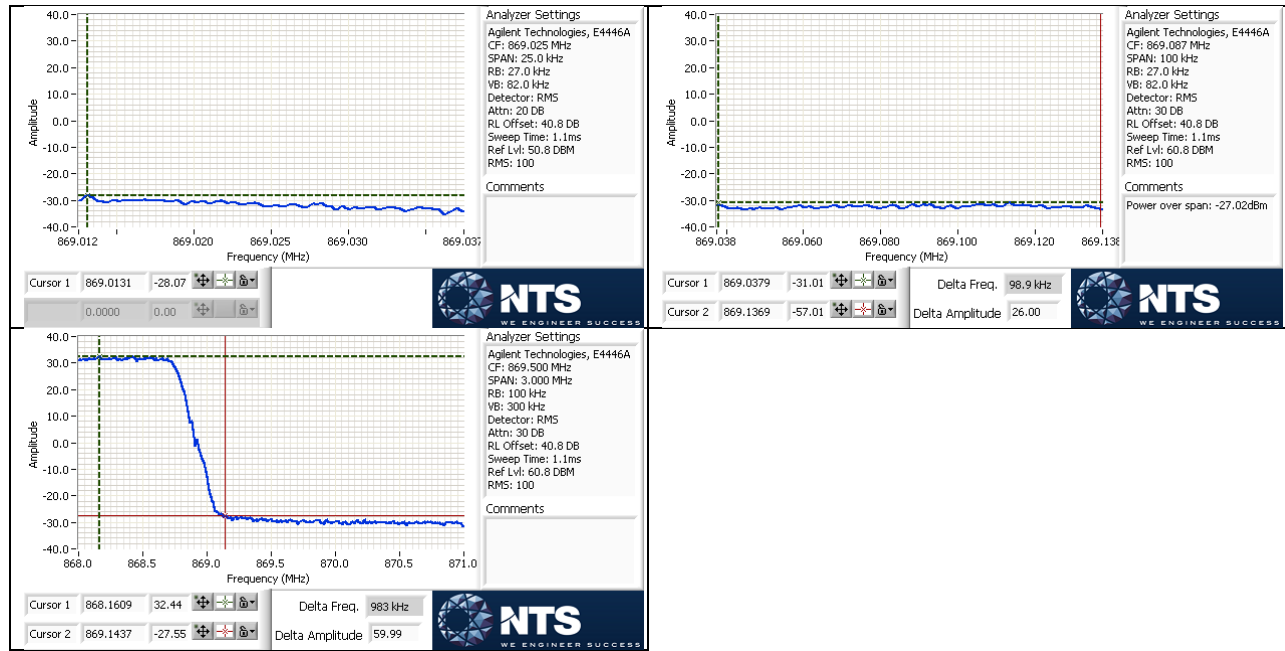 40.0
30.0
20.0
10.0
0.0
-10.0
-20.0
-30.0
-40.0
Amplitude
869.012 869.020 869.025 869.030 869.037
Frequency (MHz)
Analyzer Settings
Agilent Technologies, E4446A
CF: 869.025 MHz
SPAN: 25.0 kHz
RB: 27.0 kHz
VB: 82.0 kHz
Detector: RMS
Attn: 20 DB
RL Offset: 40.8 DB
Sweep Time: 1.1ms
Ref Lvl: 50.8 DBM
RMS: 100
Comments
Cursor 1 869.0131 -28.07
0.0000 0.00
NTS
WE ENGINEER SUCCESS
40.0
30.0
20.0
10.0
0.0
-10.0
-20.0
-30.0
-40.0
Amplitude
869.038 869.060 869.080 869.100 869.120 869.138
Frequency (MHz)
Analyzer Settings
Agilent Technologies, E4446A
CF: 869.087 MHz
SPAN: 100 kHz
RB: 27.0 kHz
VB: 82.0 kHz
Detector: RMS
Attn: 30 DB
RL Offset: 40.8 DB
Sweep Time: 1.1ms
Ref Lvl: 60.8 DBM
RMS: 100
Comments
Power over span: -27.02dBm
Cursor 1 869.0379 -31.01
Cursor 2 869.1369 -57.01
Delta Freq. 98.9 kHz
Delta Amplitude 26.00
NTS
WE ENGINEER SUCCESS
40.0
30.0
20.0
10.0
0.0
-10.0
-20.0
-30.0
-40.0
Amplitude
868.0 868.5 869.0 869.5 870.0 870.5 871.0
Frequency (MHz)
Analyzer Settings
Agilent Technologies, E4446A
CF: 869.500 MHz
SPAN: 3.000 MHz
RB: 100 kHz
VB: 300 kHz
Detector: RMS
Attn: 30 DB
RL Offset: 40.8 DB
Sweep Time: 1.1ms
Ref Lvl: 60.8 DBM
RMS: 100
Comments
Cursor 1 868.1609 32.44
Cursor 2 869.1437 -27.55
Delta Freq. 983 kHz
Delta Amplitude 59.99
NTS
WE ENGINEER SUCCESS